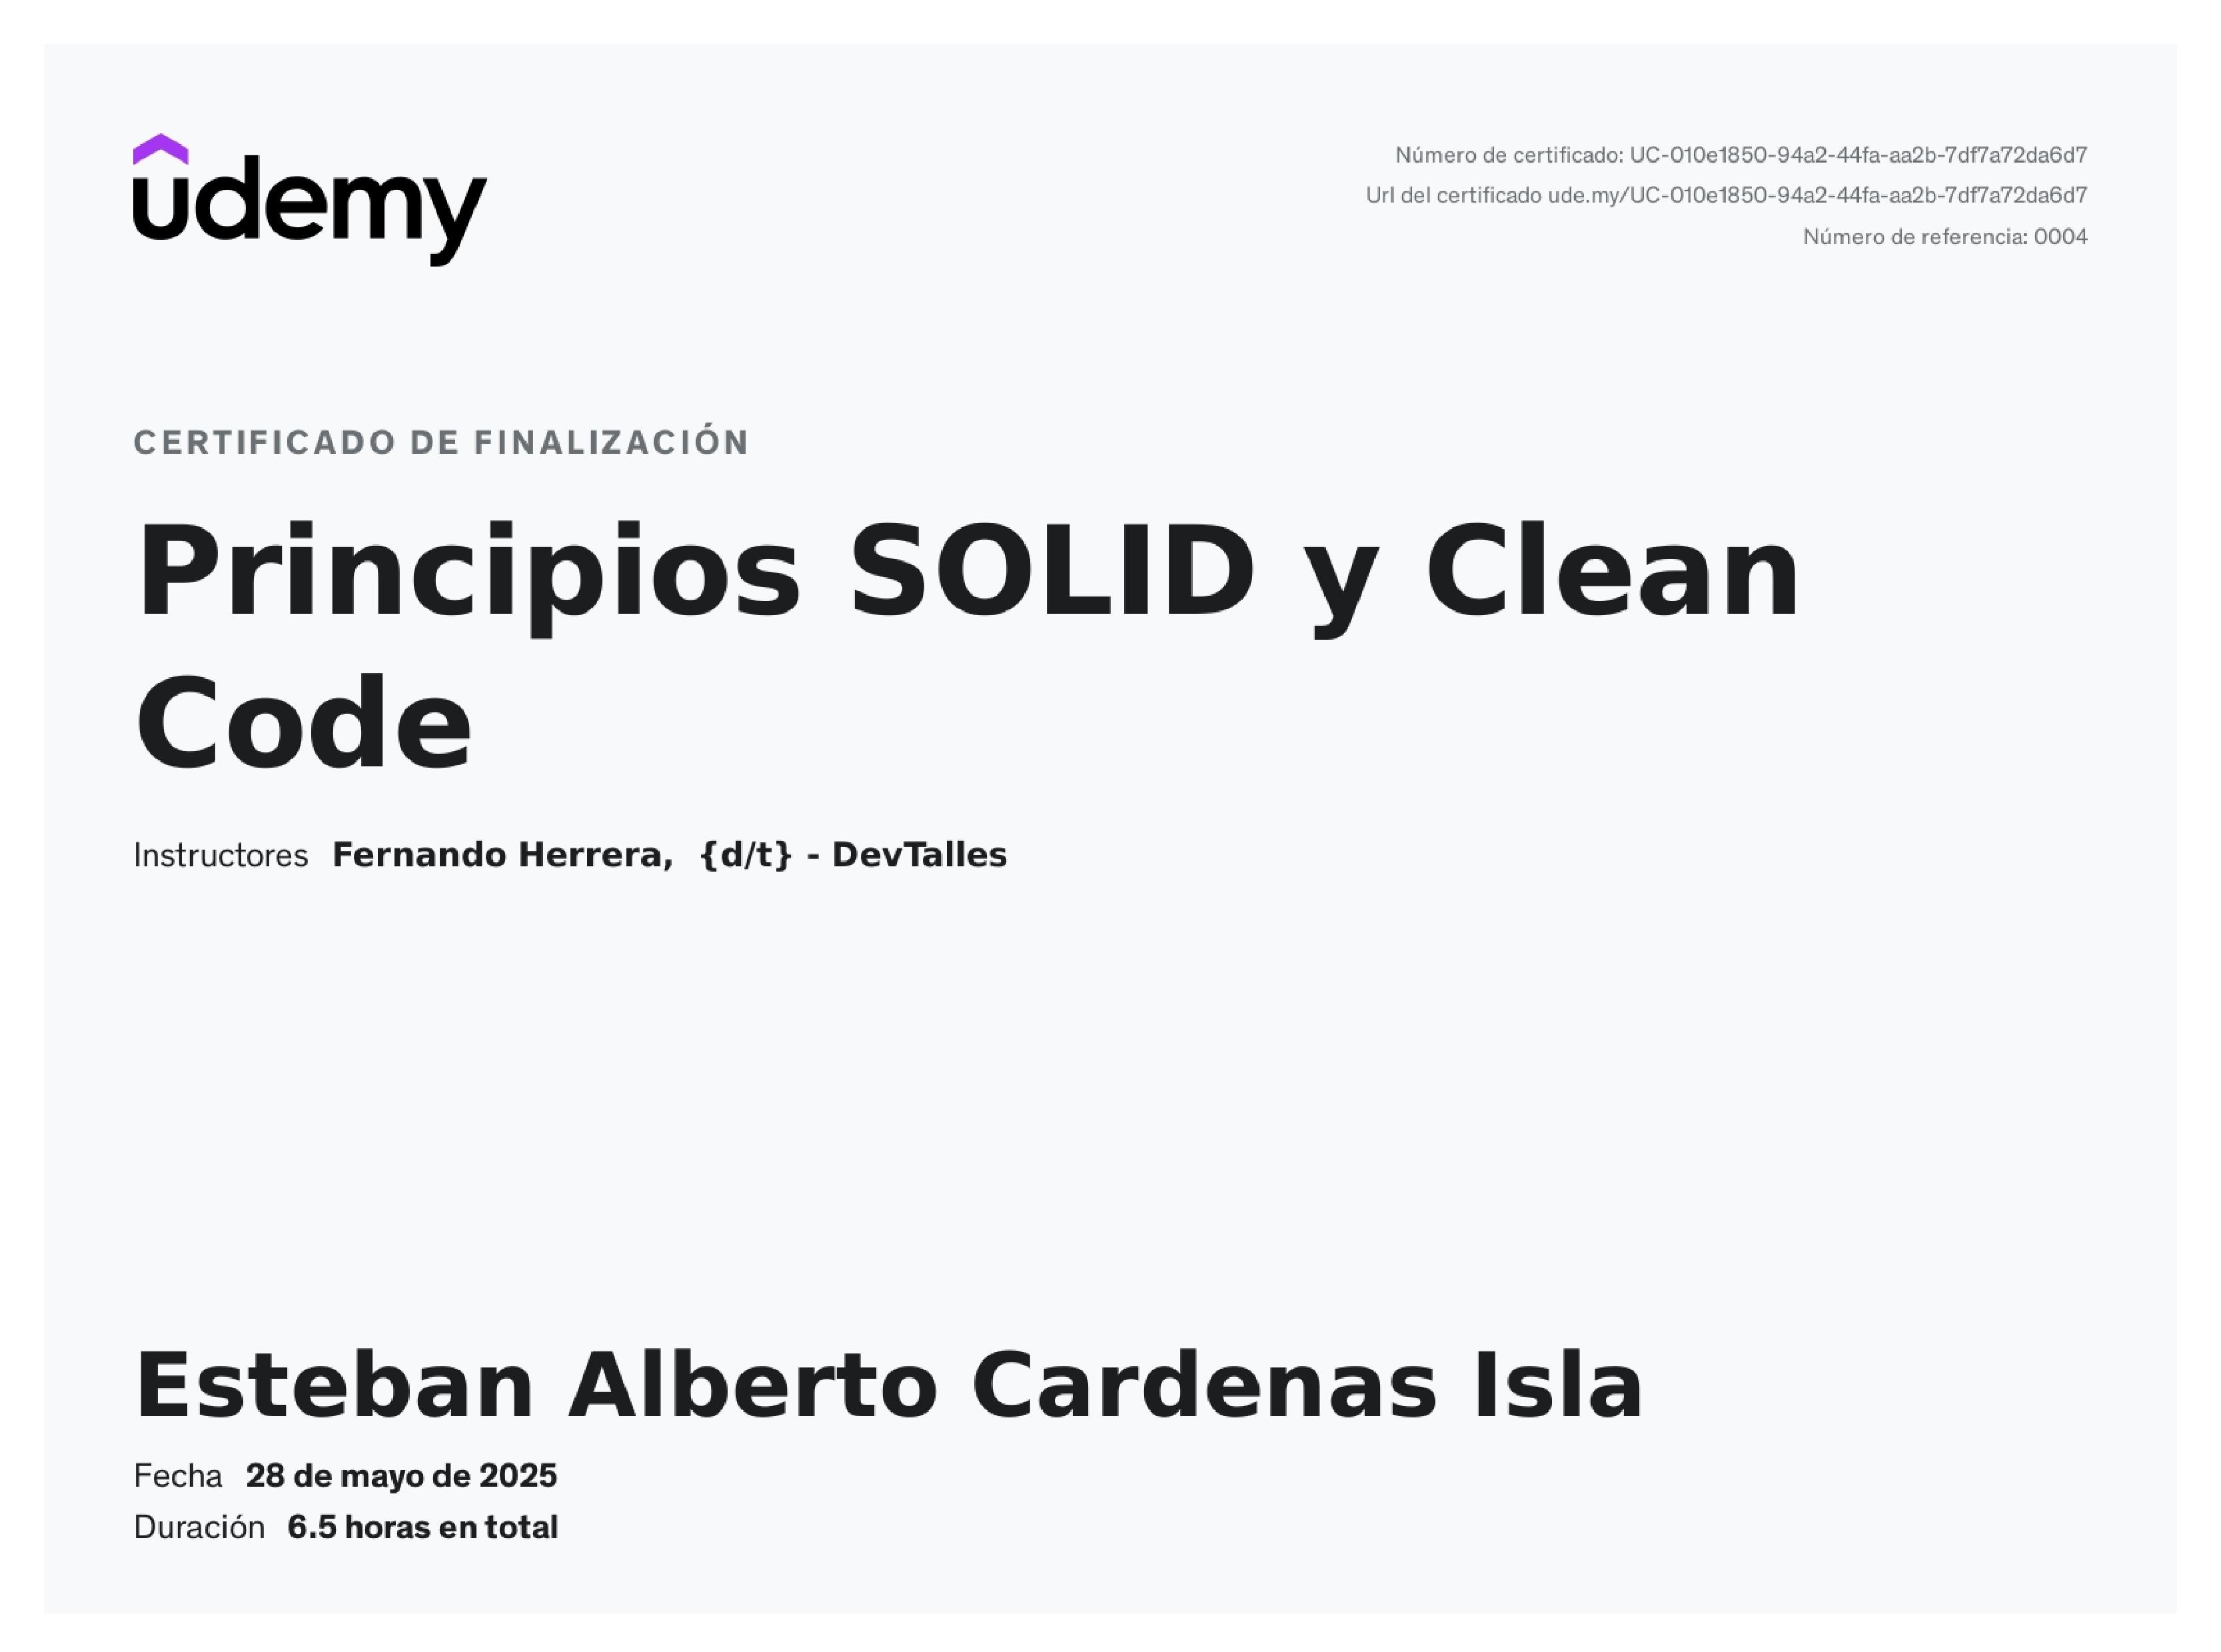 udemy
Número de certificado: UC-010e1850-94a2-44fa-aa2b-7df7a72da6d7
Url del certificado ude.my/UC-010e1850-94a2-44fa-aa2b-7df7a72da6d7
Número de referencia: 0004
CERTIFICADO DE FINALIZACIÓN
Principios SOLID y Clean
Code
Instructores Fernando Herrera, {d/t} - DevTalles
Esteban Alberto Cardenas Isla
Fecha 28 de mayo de 2025
Duración 6.5 horas en total